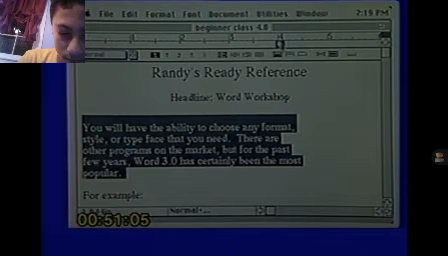 File Edit Format Font Document Utilities Window 7:19 PM
beginner class -4.0
Randy's Ready Reference
Headline: Word Workshop
You will have the ability to choose any format,
style, or type face that you need. There are
other programs on the market, but for the past
few years, Word 3.0 has certainly been the most
popular.
For example:
Normal+...
00:51:05